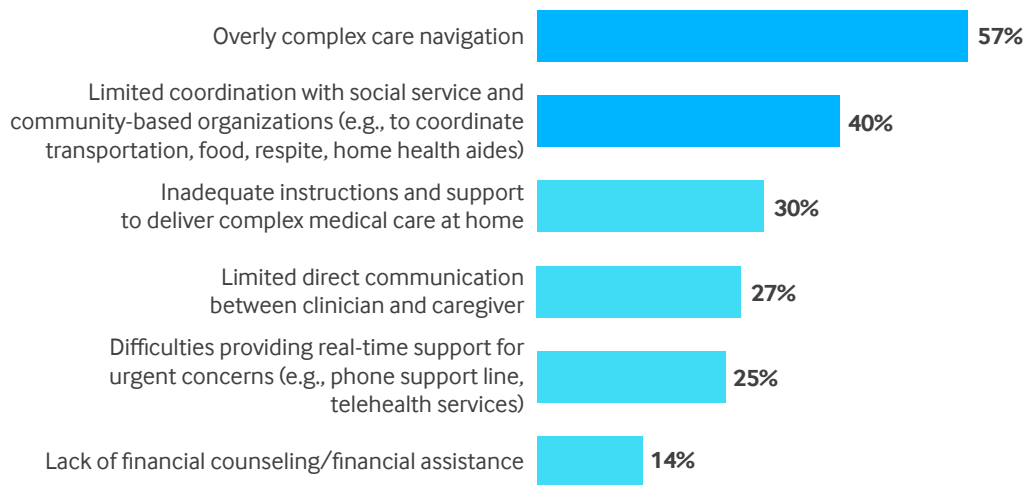 Overly complex care navigation
57%
Limited coordination with social service and
community-based organizations (e.g., to coordinate
transportation, food, respite, home health aides)
40%
Inadequate instructions and support
to deliver complex medical care at home
30%
Limited direct communication
between clinician and caregiver
27%
Difficulties providing real-time support for
urgent concerns (e.g., phone support line,
telehealth services)
25%
Lack of financial counseling/financial assistance
14%